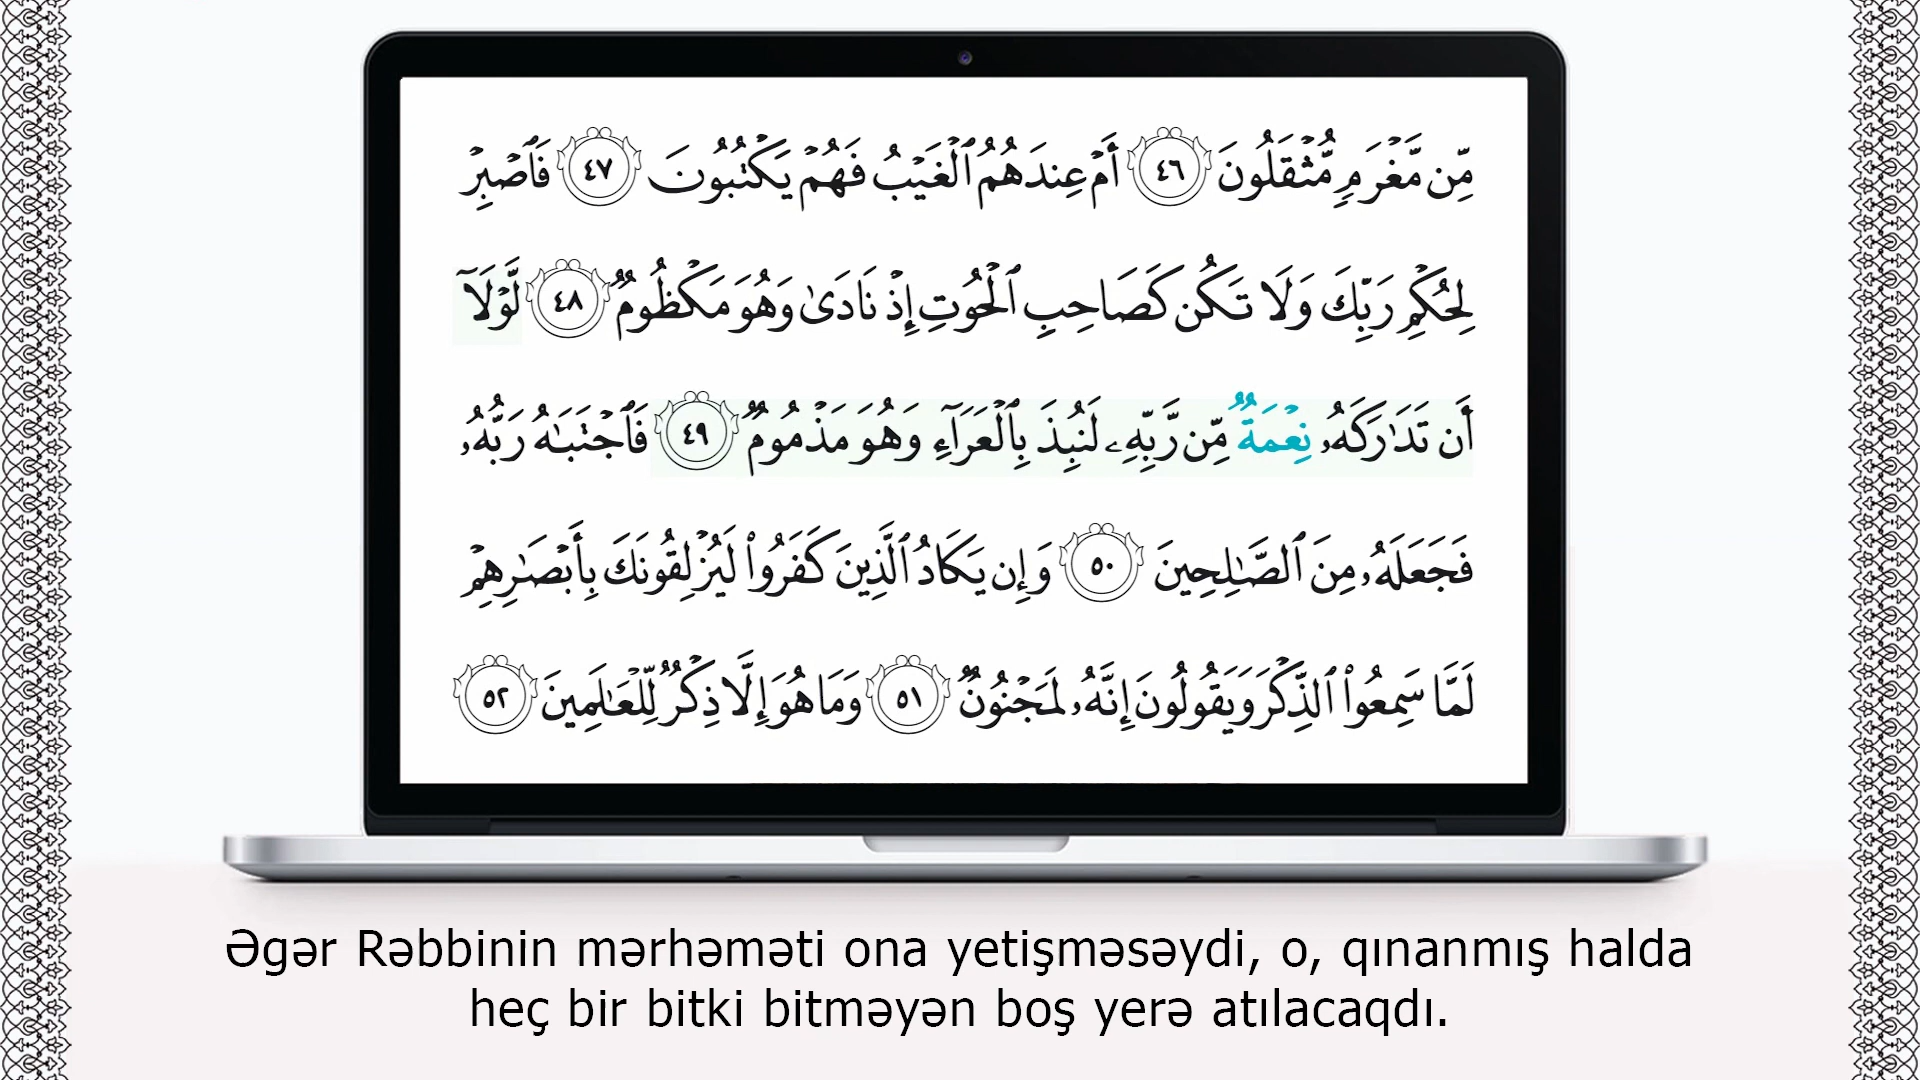 مِّن مَّغْرَمٍ مُّثْقَلُونَ ٤٦ أَمْ عِندَهُمُ ٱلْغَيْبُ فَهُمْ يَكْتُبُونَ ٤٧ فَٱصْبِرْ
لِحُكْمِ رَبِّكَ وَلَا تَكُن كَصَاحِبِ ٱلْحُوتِ إِذْ نَادَىٰ وَهُوَ مَكْظُومٌ ٤٨ لَّوْلَآ
أَن تَدَٰرَكَهُۥ نِعْمَةٌ مِّن رَّبِّهِۦ لَنُبِذَ بِٱلْعَرَآءِ وَهُوَ مَذْمُومٌ ٤٩ فَٱجْتَبَٰهُ رَبُّهُۥ
فَجَعَلَهُۥ مِنَ ٱلصَّٰلِحِينَ ٥٠ وَإِن يَكَادُ ٱلَّذِينَ كَفَرُوا۟ لَيُزْلِقُونَكَ بِأَبْصَٰرِهِمْ
لَمَّا سَمِعُوا۟ ٱلذِّكْرَ وَيَقُولُونَ إِنَّهُۥ لَمَجْنُونٌ ٥١ وَمَا هُوَ إِلَّا ذِكْرٌ لِّلْعَٰلَمِينَ ٥٢
Əgər Rəbbinin mərhəməti ona yetişməsəydi, o, qınanmış halda
heç bir bitki bitməyən boş yerə atılacaqdı.